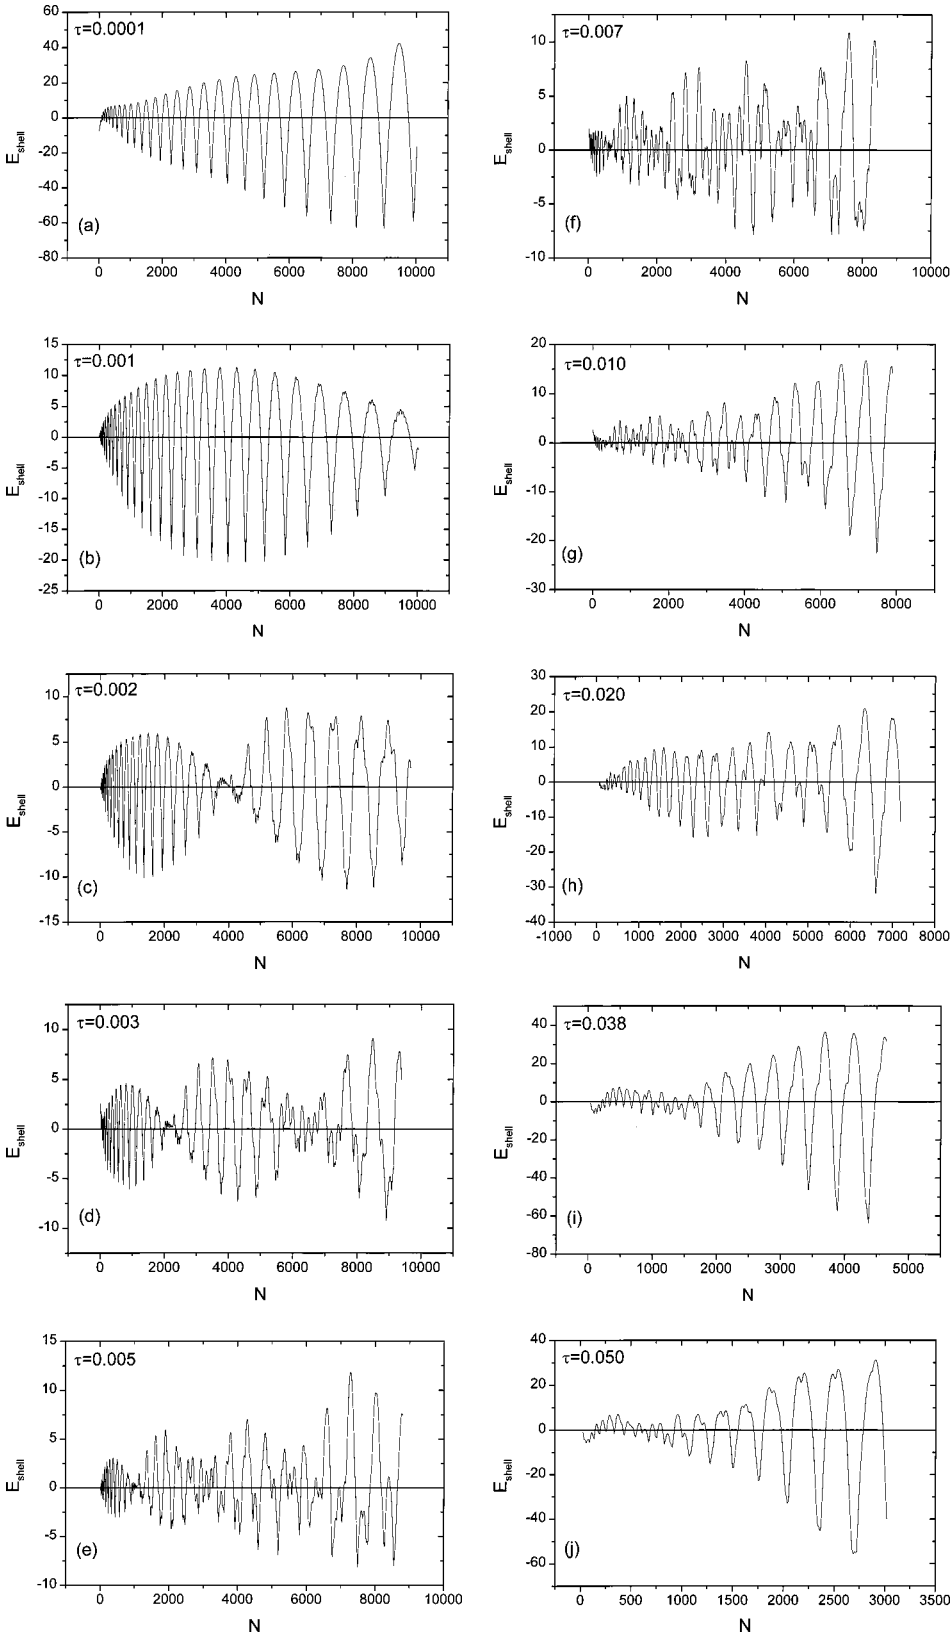 τ=0.0001
60
40
20
0
-20
-40
-60
-80
E_shell
(a)
0 2000 4000 6000 8000 10000
N
τ=0.001
15
10
5
0
-5
-10
-15
-20
-25
E_shell
(b)
0 2000 4000 6000 8000 10000
N
τ=0.002
10
5
0
-5
-10
-15
E_shell
(c)
0 2000 4000 6000 8000 10000
N
τ=0.003
10
5
0
-5
-10
E_shell
(d)
0 2000 4000 6000 8000 10000
N
τ=0.005
15
10
5
0
-5
-10
E_shell
(e)
0 2000 4000 6000 8000 10000
N
τ=0.007
10
5
0
-5
-10
E_shell
(f)
0 2000 4000 6000 8000 10000
N
τ=0.010
20
10
0
-10
-20
-30
E_shell
(g)
0 2000 4000 6000 8000
N
τ=0.020
30
20
10
0
-10
-20
-30
-40
E_shell
(h)
-1000 0 1000 2000 3000 4000 5000 6000 7000 8000
N
τ=0.038
40
20
0
-20
-40
-60
-80
E_shell
(i)
0 1000 2000 3000 4000 5000
N
τ=0.050
40
20
0
-20
-40
-60
E_shell
(j)
0 500 1000 1500 2000 2500 3000 3500
N